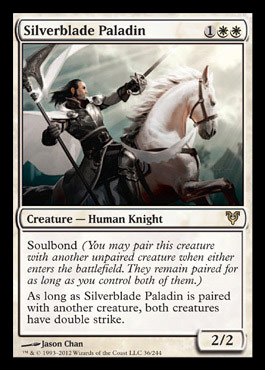 Silverblade Paladin 1
Creature — Human Knight
Soulbond (You may pair this creature
with another unpaired creature when either
enters the battlefield. They remain paired for
as long as you control both of them.)
As long as Silverblade Paladin is paired
with another creature, both creatures
have double strike.
Jason Chan
2/2
™ & © 1993–2012 Wizards of the Coast LLC 36/244